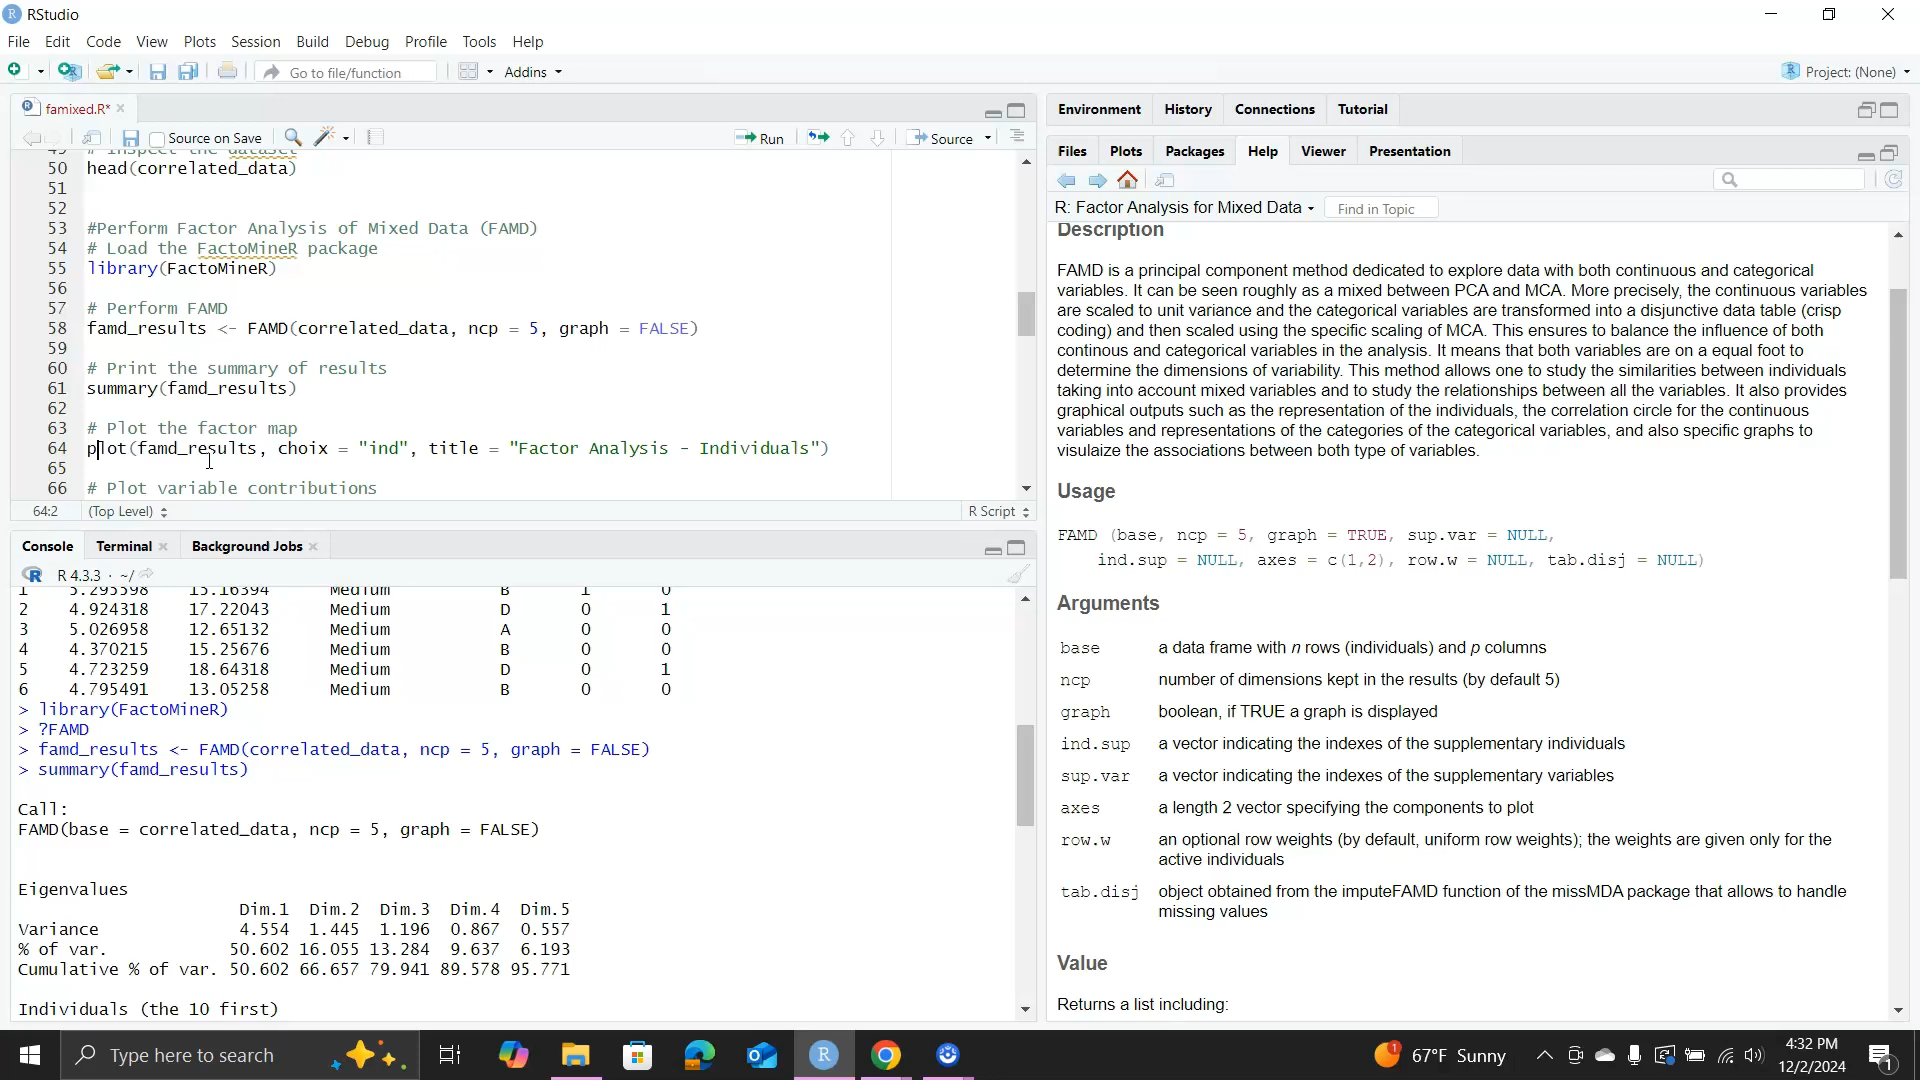 RStudio
File Edit Code View Plots Session Build Debug Profile Tools Help
Go to file/function Addins Project: (None)
famixed.R*
Source on Save Run Source
49 # Inspect the dataset
50 head(correlated_data)
51
52
53 #Perform Factor Analysis of Mixed Data (FAMD)
54 # Load the FactoMineR package
55 library(FactoMineR)
56
57 # Perform FAMD
58 famd_results <- FAMD(correlated_data, ncp = 5, graph = FALSE)
59
60 # Print the summary of results
61 summary(famd_results)
62
63 # Plot the factor map
64 plot(famd_results, choix = "ind", title = "Factor Analysis - Individuals")
65
66 # Plot variable contributions
64:2 (Top Level) R Script
Console Terminal Background Jobs
R 4.3.3 · ~/
1 5.295598 15.16394 Medium B 1 0
2 4.924318 17.22043 Medium D 0 1
3 5.026958 12.65132 Medium A 0 0
4 4.370215 15.25676 Medium B 0 0
5 4.723259 18.64318 Medium D 0 1
6 4.795491 13.05258 Medium B 0 0
> library(FactoMineR)
> ?FAMD
> famd_results <- FAMD(correlated_data, ncp = 5, graph = FALSE)
> summary(famd_results)
Call:
FAMD(base = correlated_data, ncp = 5, graph = FALSE)
Eigenvalues
Dim.1 Dim.2 Dim.3 Dim.4 Dim.5
Variance 4.554 1.445 1.196 0.867 0.557
% of var. 50.602 16.055 13.284 9.637 6.193
Cumulative % of var. 50.602 66.657 79.941 89.578 95.771
Individuals (the 10 first)
Environment History Connections Tutorial
Files Plots Packages Help Viewer Presentation
R: Factor Analysis for Mixed Data Find in Topic
Description
FAMD is a principal component method dedicated to explore data with both continuous and categorical
variables. It can be seen roughly as a mixed between PCA and MCA. More precisely, the continuous variables
are scaled to unit variance and the categorical variables are transformed into a disjunctive data table (crisp
coding) and then scaled using the specific scaling of MCA. This ensures to balance the influence of both
continous and categorical variables in the analysis. It means that both variables are on a equal foot to
determine the dimensions of variability. This method allows one to study the similarities between individuals
taking into account mixed variables and to study the relationships between all the variables. It also provides
graphical outputs such as the representation of the individuals, the correlation circle for the continuous
variables and representations of the categories of the categorical variables, and also specific graphs to
visulaize the associations between both type of variables.
Usage
FAMD (base, ncp = 5, graph = TRUE, sup.var = NULL,
ind.sup = NULL, axes = c(1,2), row.w = NULL, tab.disj = NULL)
Arguments
base a data frame with n rows (individuals) and p columns
ncp number of dimensions kept in the results (by default 5)
graph boolean, if TRUE a graph is displayed
ind.sup a vector indicating the indexes of the supplementary individuals
sup.var a vector indicating the indexes of the supplementary variables
axes a length 2 vector specifying the components to plot
row.w an optional row weights (by default, uniform row weights); the weights are given only for the
active individuals
tab.disj object obtained from the imputeFAMD function of the missMDA package that allows to handle
missing values
Value
Returns a list including:
Type here to search
67°F Sunny
4:32 PM
12/2/2024